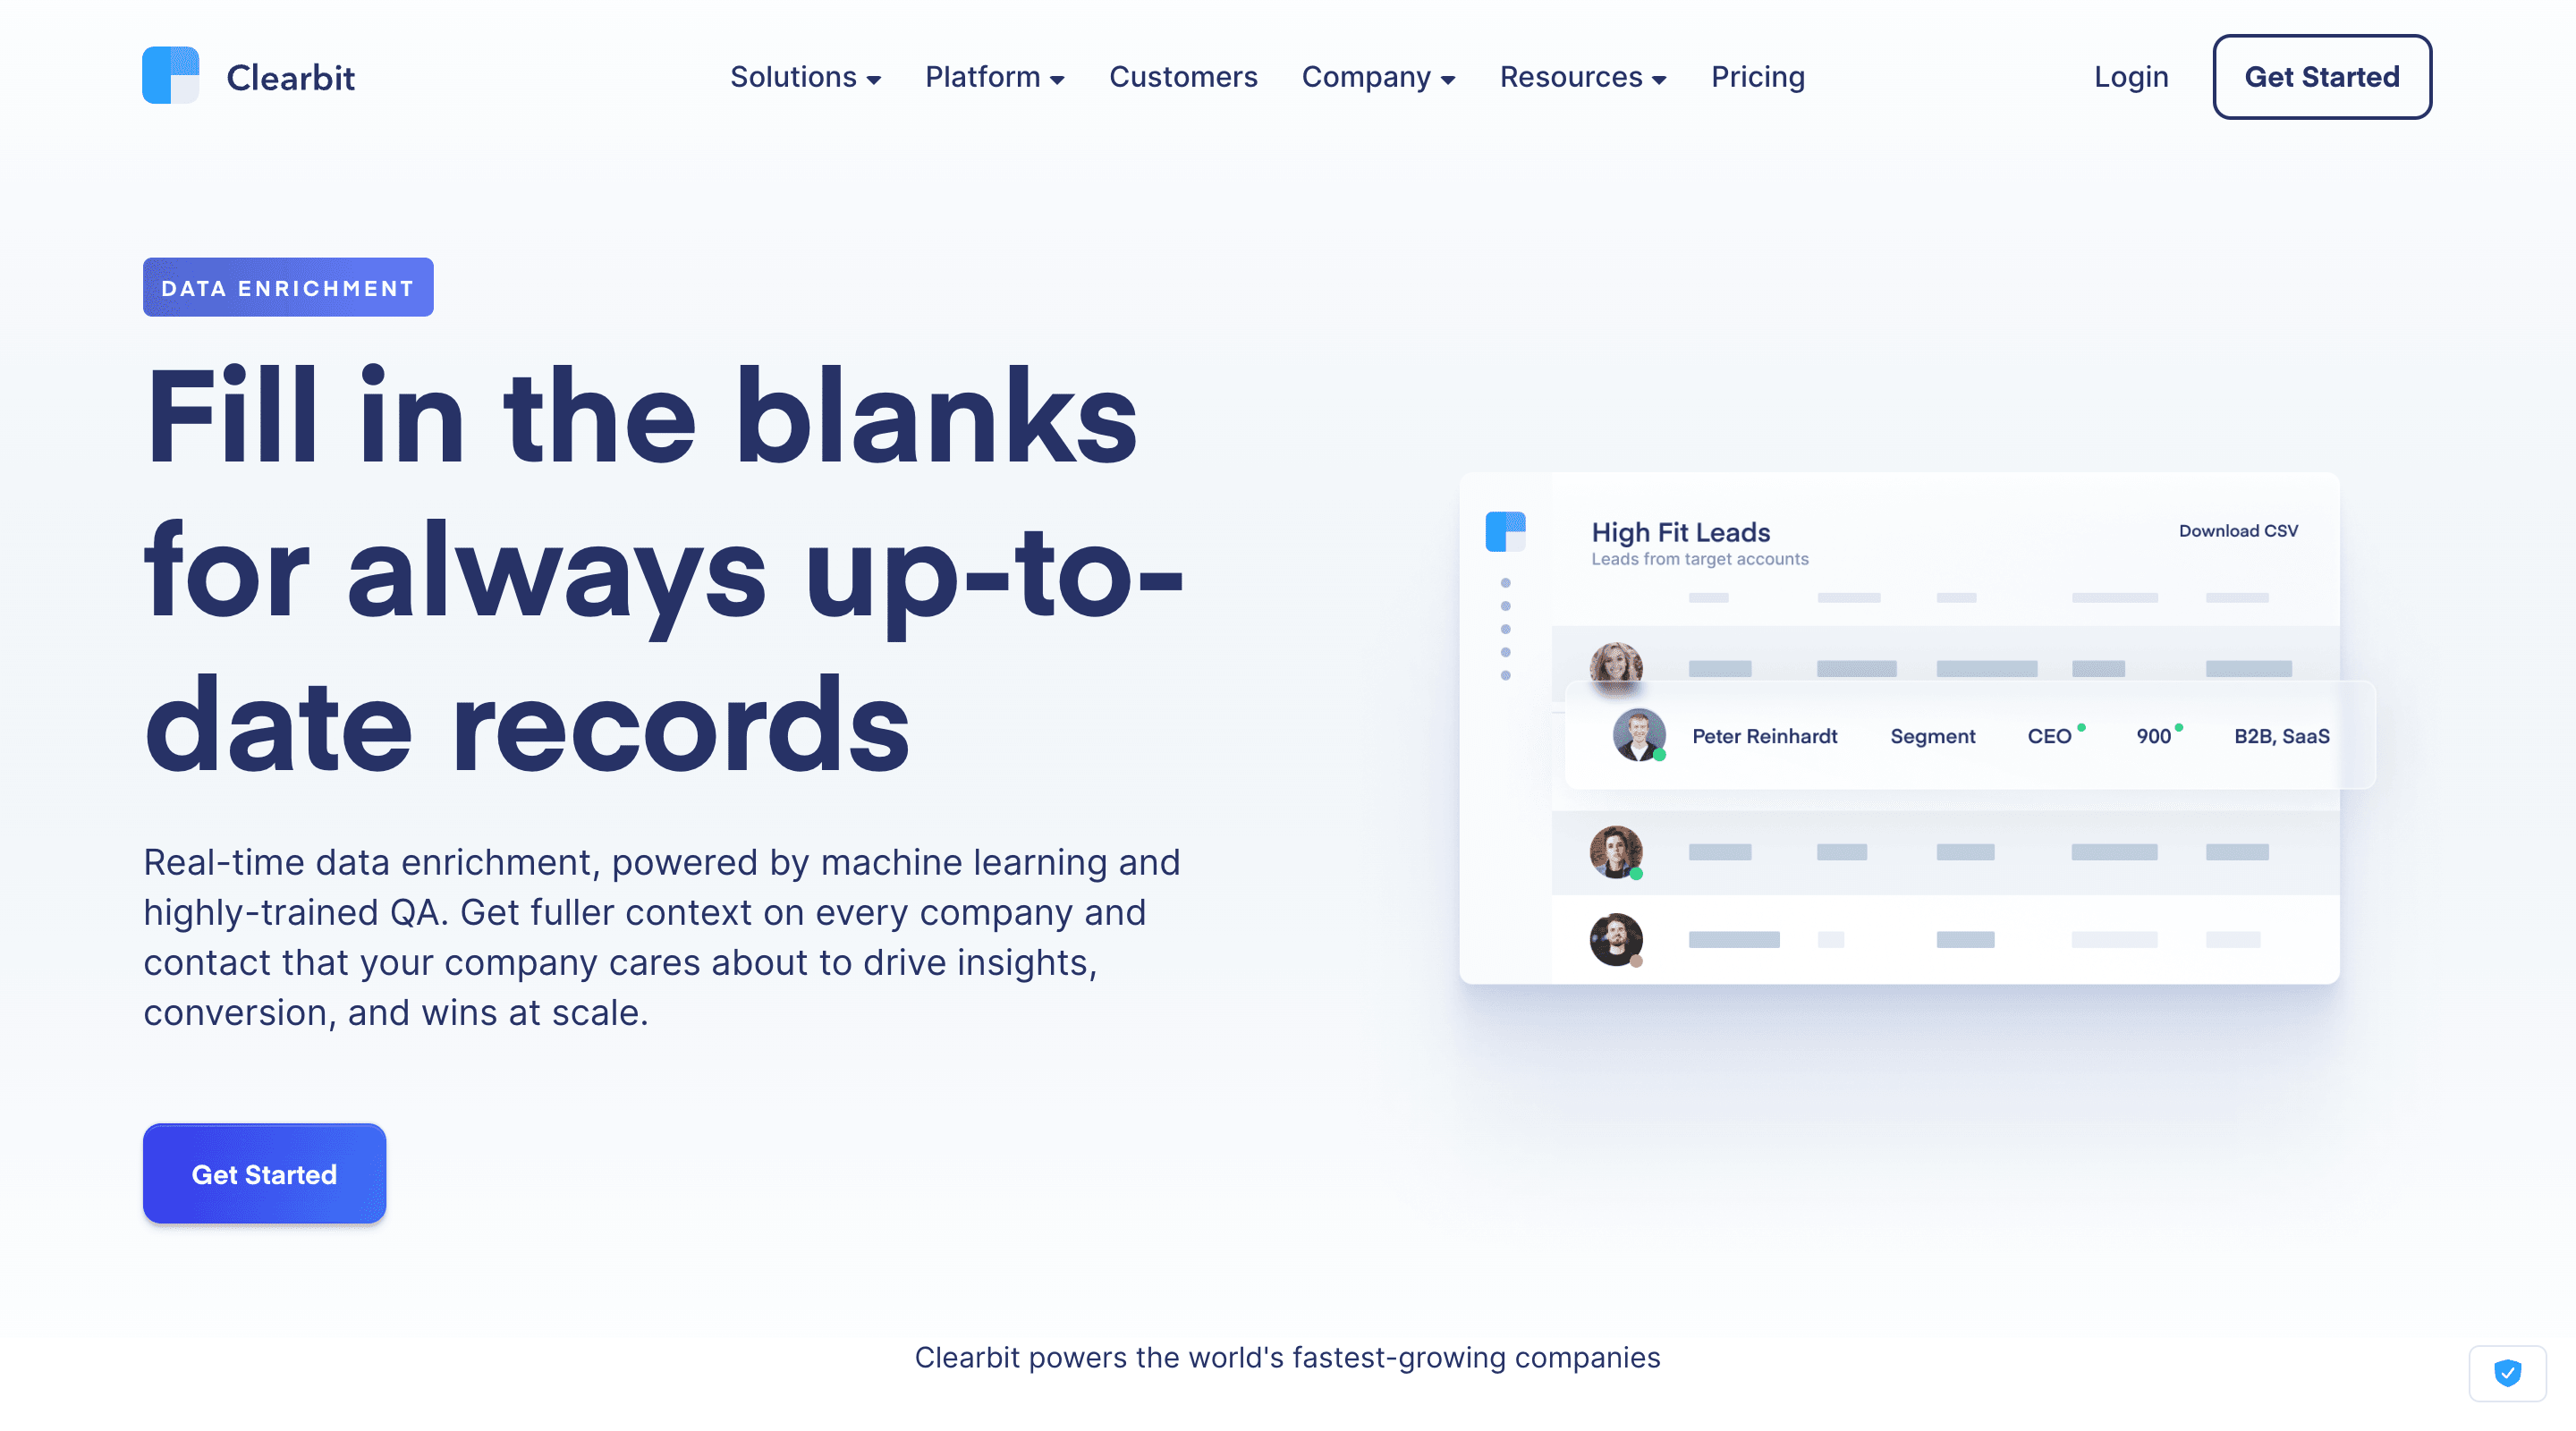 Clearbit
Solutions Platform Customers Company Resources Pricing
Login
Get Started
DATA ENRICHMENT
Fill in the blanks
for always up-to-
date records
Real-time data enrichment, powered by machine learning and
highly-trained QA. Get fuller context on every company and
contact that your company cares about to drive insights,
conversion, and wins at scale.
Get Started
High Fit Leads
Download CSV
Leads from target accounts
Peter Reinhardt Segment CEO 900 B2B, SaaS
Clearbit powers the world's fastest-growing companies